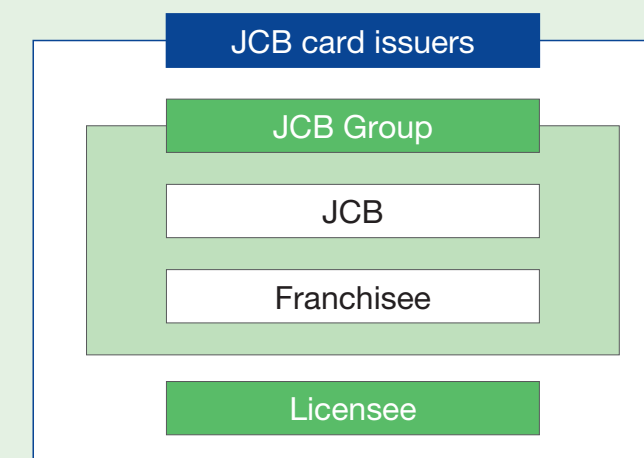 JCB card issuers
JCB Group
JCB
Franchisee
Licensee